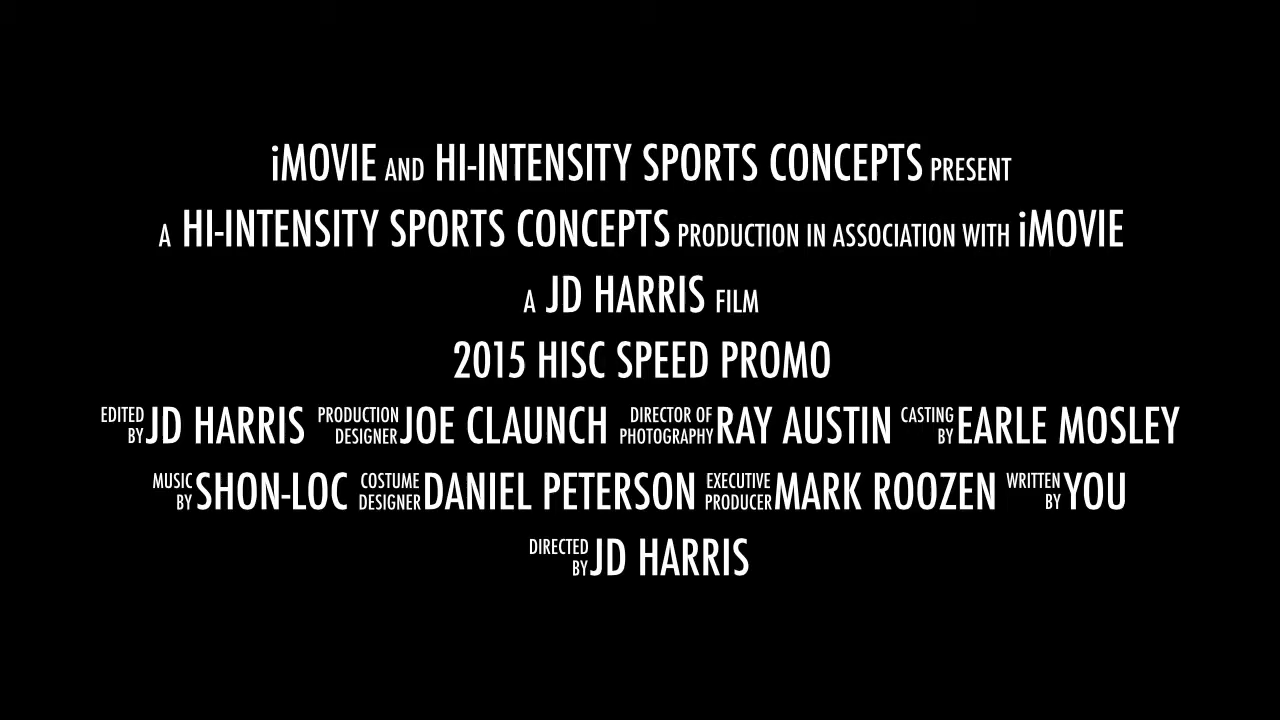 iMOVIE AND HI-INTENSITY SPORTS CONCEPTS PRESENT
A HI-INTENSITY SPORTS CONCEPTS PRODUCTION IN ASSOCIATION WITH iMOVIE
A JD HARRIS FILM
2015 HISC SPEED PROMO
EDITED BY JD HARRIS PRODUCTION DESIGNER JOE CLAUNCH DIRECTOR OF PHOTOGRAPHY RAY AUSTIN CASTING BY EARLE MOSLEY
MUSIC BY SHON-LOC COSTUME DESIGNER DANIEL PETERSON EXECUTIVE PRODUCER MARK ROOZEN WRITTEN BY YOU
DIRECTED BY JD HARRIS